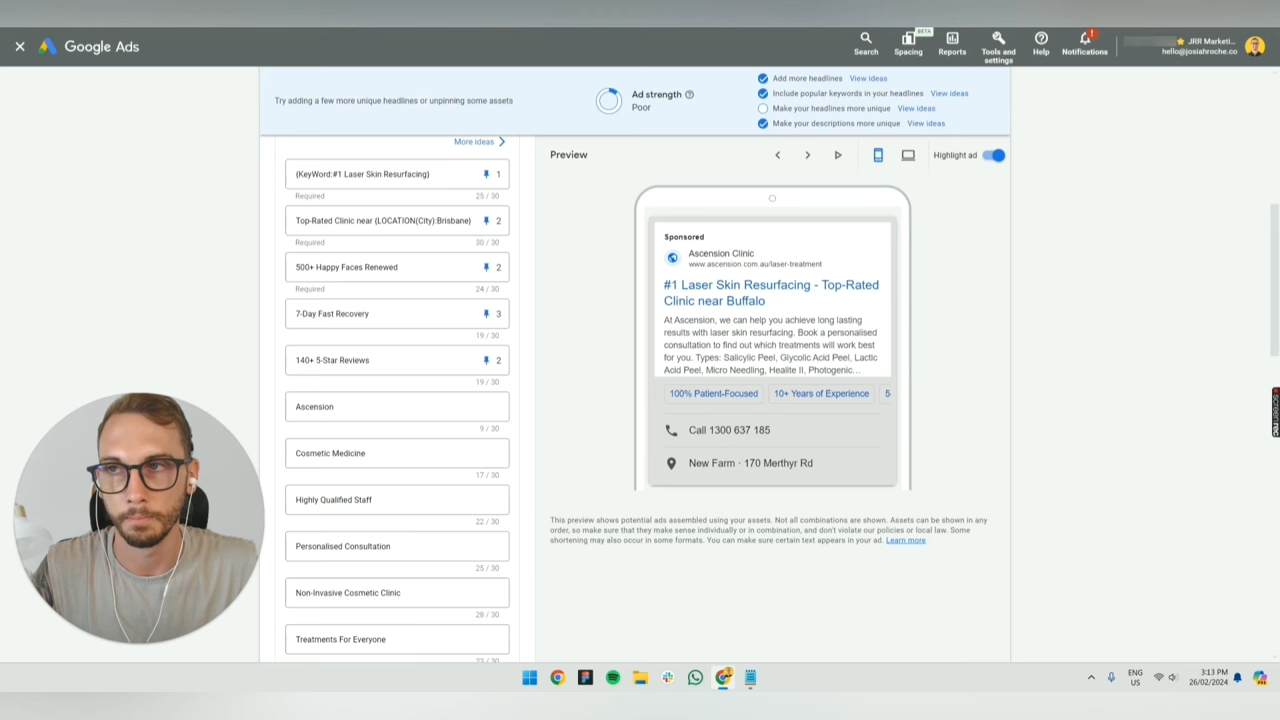 Google Ads
BETA
Search
Spacing
Reports
Tools and
settings
Help
Notifications
JRR Marketi...
hello@josiahroche.co
Try adding a few more unique headlines or unpinning some assets
Ad strength
Poor
Add more headlines View ideas
Include popular keywords in your headlines View ideas
Make your headlines more unique View ideas
Make your descriptions more unique View ideas
More ideas
{KeyWord:#1 Laser Skin Resurfacing} 1
Required 25 / 30
Top-Rated Clinic near {LOCATION(City):Brisbane} 2
Required 30 / 30
500+ Happy Faces Renewed 2
Required 24 / 30
7-Day Fast Recovery 3
19 / 30
140+ 5-Star Reviews 2
19 / 30
Ascension
9 / 30
Cosmetic Medicine
17 / 30
Highly Qualified Staff
22 / 30
Personalised Consultation
25 / 30
Non-Invasive Cosmetic Clinic
28 / 30
Treatments For Everyone
23 / 30
Preview
Highlight ad
Sponsored
Ascension Clinic
www.ascension.com.au/laser-treatment
#1 Laser Skin Resurfacing - Top-Rated
Clinic near Buffalo
At Ascension, we can help you achieve long lasting
results with laser skin resurfacing. Book a personalised
consultation to find out which treatments will work best
for you. Types: Salicylic Peel, Glycolic Acid Peel, Lactic
Acid Peel, Micro Needling, Healite II, Photogenic...
100% Patient-Focused 10+ Years of Experience 5
Call 1300 637 185
New Farm · 170 Merthyr Rd
This preview shows potential ads assembled using your assets. Not all combinations are shown. Assets can be shown in any
order, so make sure that they make sense individually or in combination, and don't violate our policies or local law. Some
shortening may also occur in some formats. You can make sure certain text appears in your ad. Learn more
SCREENREC
ENG
US
3:13 PM
26/02/2024